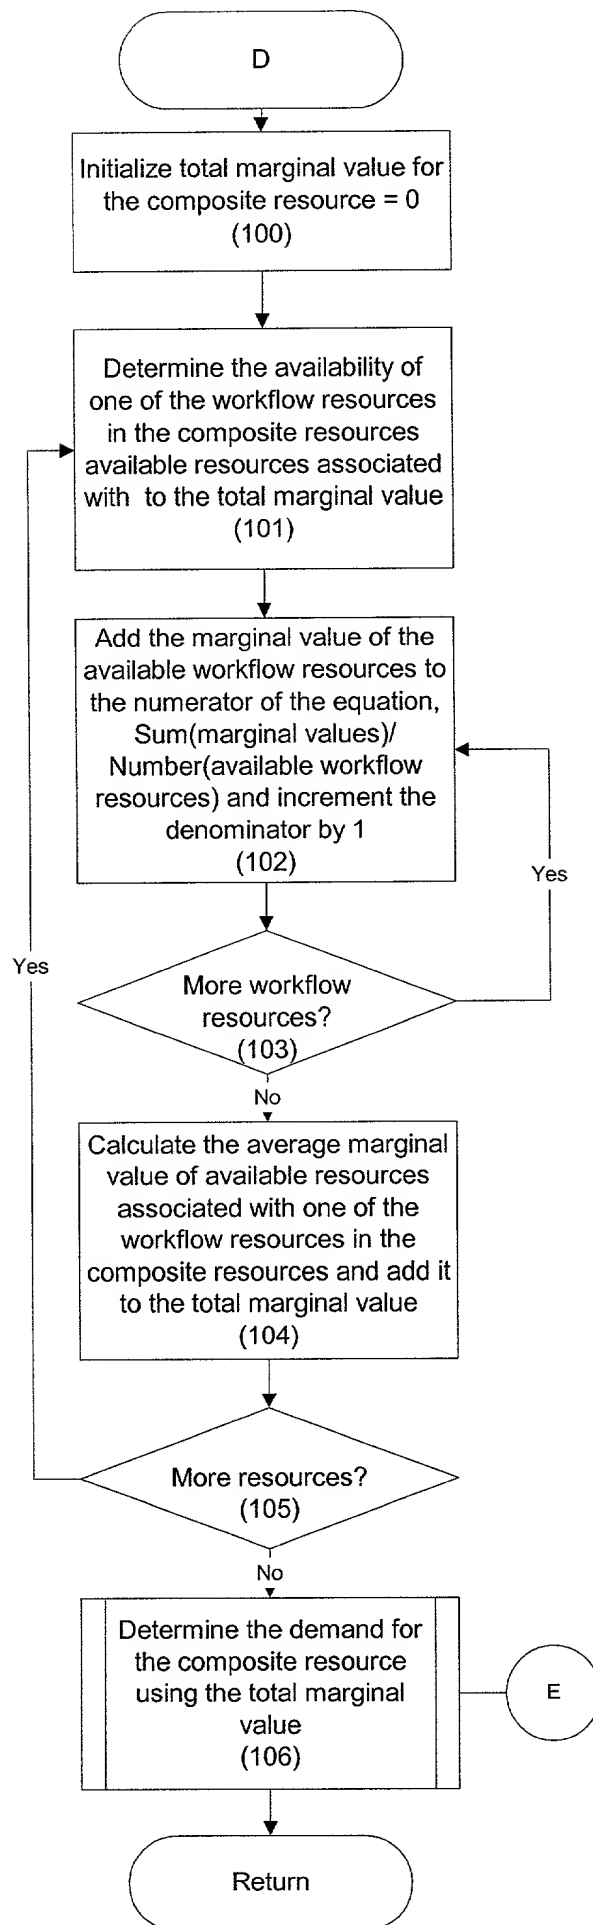 D
Initialize total marginal value for
the composite resource = 0
(100)
Determine the availability of
one of the workflow resources
in the composite resources
available resources associated
with to the total marginal value
(101)
Add the marginal value of the
available workflow resources to
the numerator of the equation,
Sum(marginal values)/
Number(available workflow
resources) and increment the
denominator by 1
(102)
Yes
Yes
More workflow
resources?
(103)
No
Calculate the average marginal
value of available resources
associated with one of the
workflow resources in the
composite resources and add it
to the total marginal value
(104)
More resources?
(105)
No
Determine the demand for
the composite resource
using the total marginal
value
(106)
E
Return